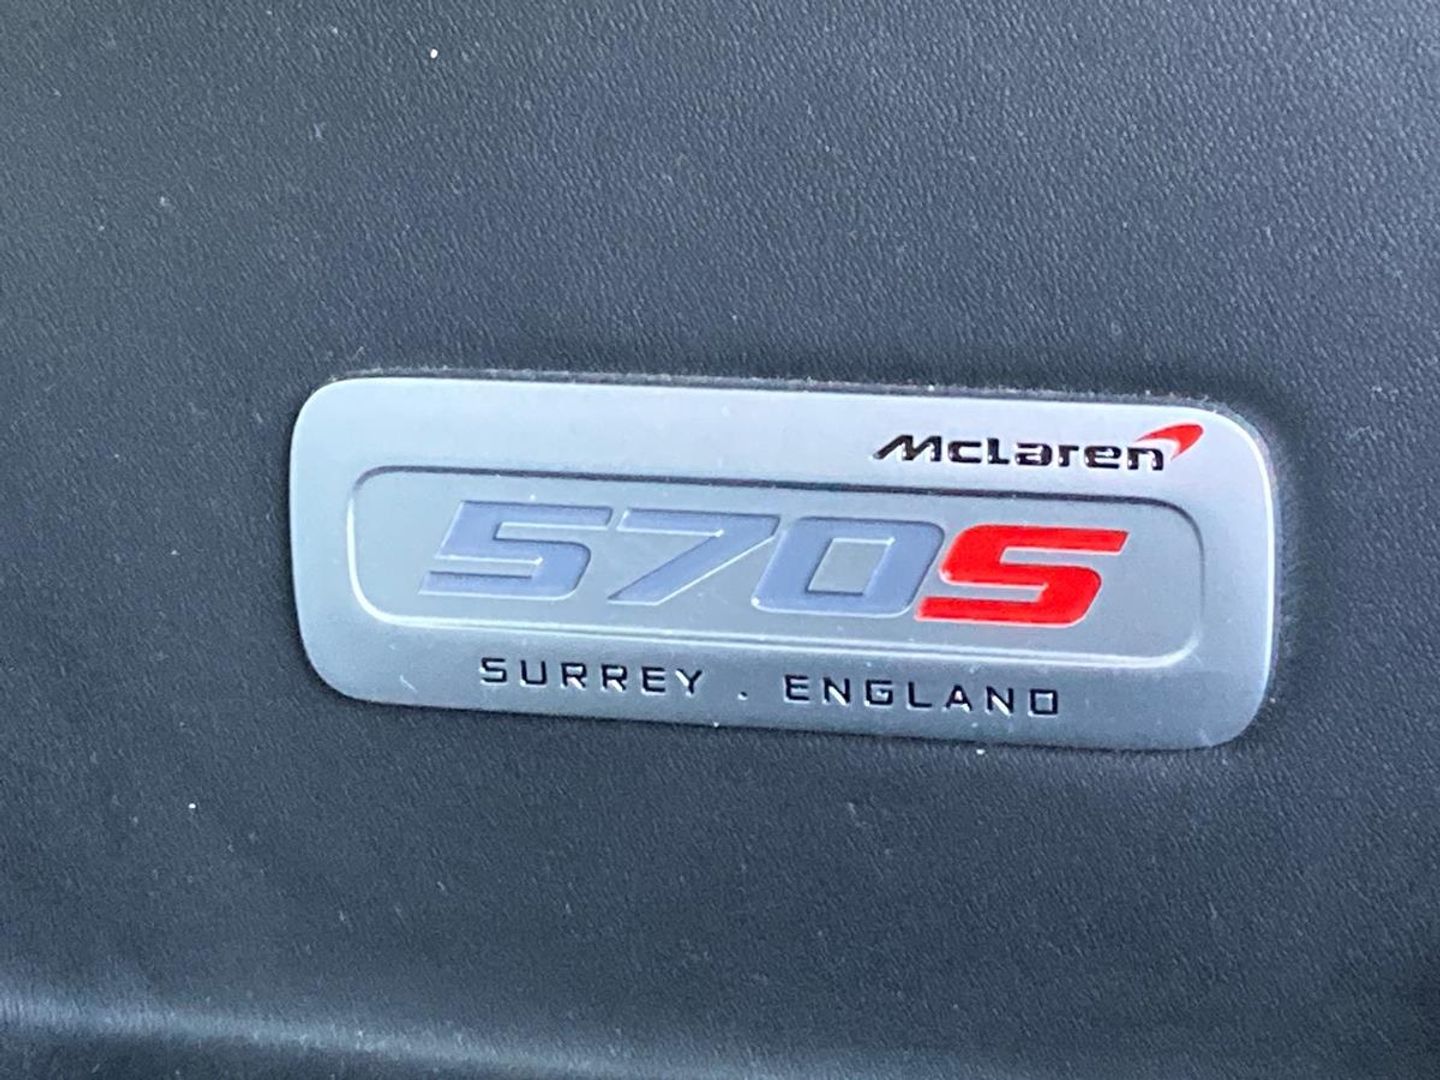 McLaren
570S
SURREY . ENGLAND